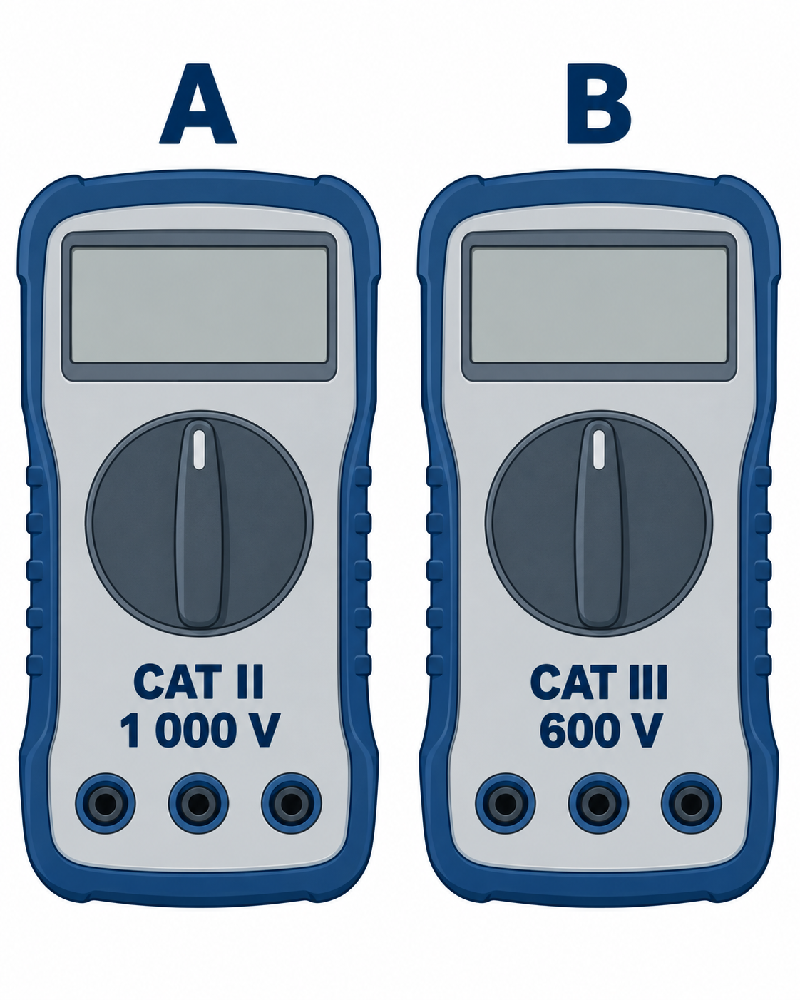 A
B
CAT II
1 000 V
CAT III
600 V